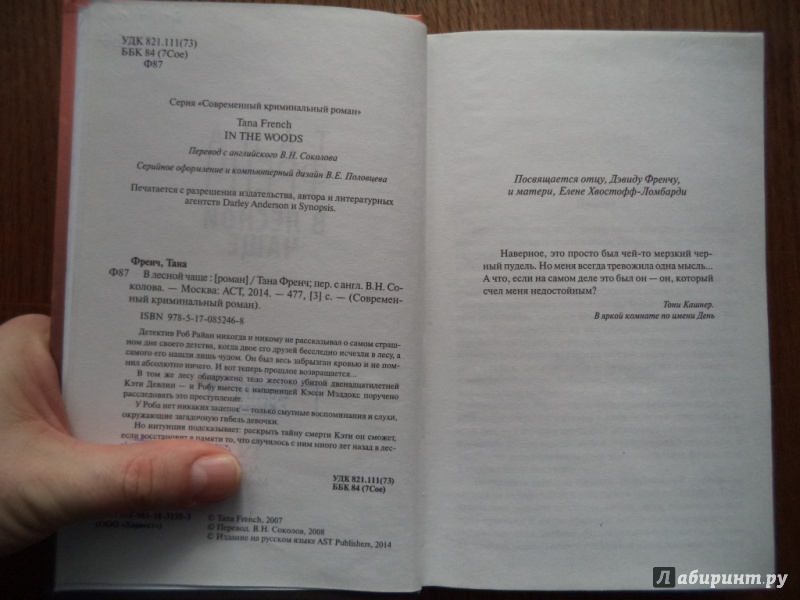 УДК 821.111(73)
ББК 84 (7Сое)
Ф87
Серия «Современный криминальный роман»
Tana French
IN THE WOODS
Перевод с английского В.Н. Соколова
Серийное оформление и компьютерный дизайн В.Е. Половцева
Печатается с разрешения издательства, автора и литературных
агентств Darley Anderson и Synopsis.
Френч, Тана
Ф87 В лесной чаще : [роман] / Тана Френч; пер. с англ. В.Н. Со-
колова. — Москва: АСТ, 2014. — 477, [3] с. — (Современ-
ный криминальный роман).
ISBN 978-5-17-085246-8
Детектив Роб Райан никогда и никому не рассказывал о самом страш-
ном дне своего детства, когда двое его друзей бесследно исчезли в лесу, а
самого его нашли лишь чудом. Он был весь забрызган кровью и не пом-
нил абсолютно ничего. И вот теперь прошлое возвращается...
В том же лесу обнаружено тело жестоко убитой двенадцатилетней
Кэти Девлин — и Робу вместе с напарницей Кэсси Мэддокс поручено
расследовать это преступление.
У Роба нет никаких зацепок — только смутные воспоминания и слухи,
окружающие загадочную гибель девочки.
Но интуиция подсказывает: раскрыть тайну смерти Кэти он сможет,
если восстановит в памяти то, что случилось с ним много лет назад в лес-
УДК 821.111(73)
ББК 84 (7Сое)
(ООО «Харвест»)
© Tana French, 2007
© Перевод. В.Н. Соколов, 2008
© Издание на русском языке AST Publishers, 2014
Посвящается отцу, Дэвиду Френчу,
и матери, Елене Хвостофф-Ломбарди
Наверное, это просто был чей-то мерзкий чер-
ный пудель. Но меня всегда тревожила одна мысль...
А что, если на самом деле это был он — он, который
счел меня недостойным?
Тони Кашнер.
В яркой комнате по имени День
Лабиринт.ру